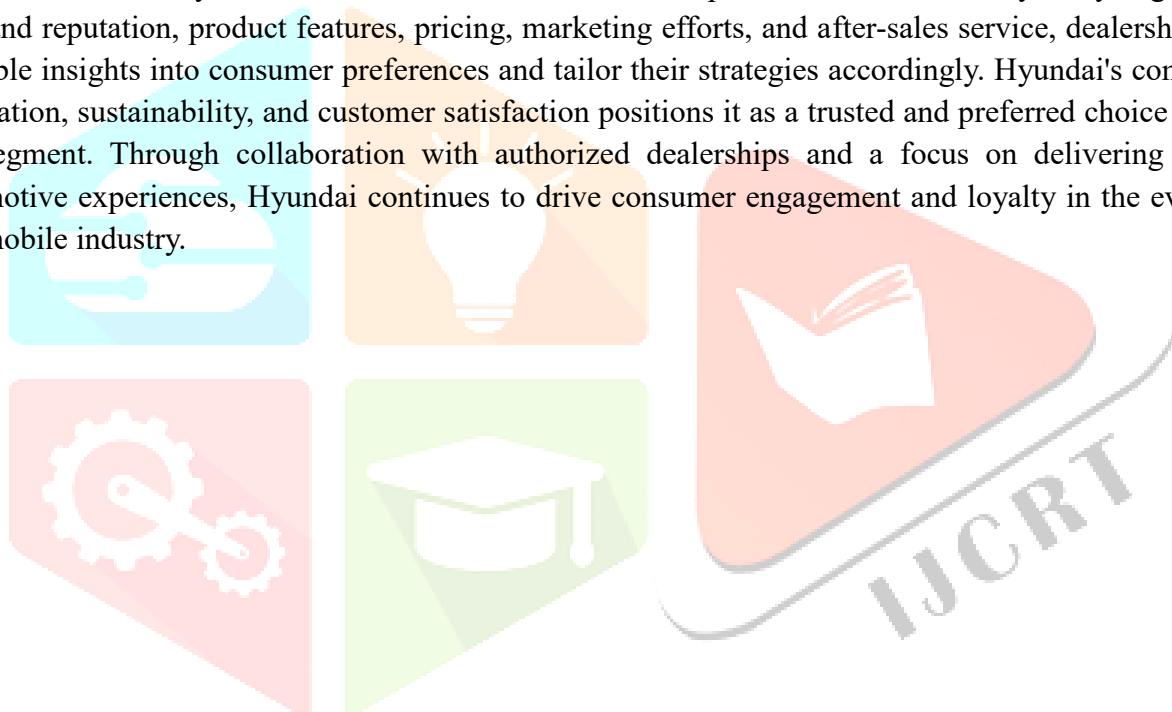 nd reputation, product features, pricing, marketing efforts, and after-sales service, dealersh
ble insights into consumer preferences and tailor their strategies accordingly. Hyundai's con
ation, sustainability, and customer satisfaction positions it as a trusted and preferred choice
egment. Through collaboration with authorized dealerships and a focus on delivering
notive experiences, Hyundai continues to drive consumer engagement and loyalty in the ev
nobile industry.
IJCRT